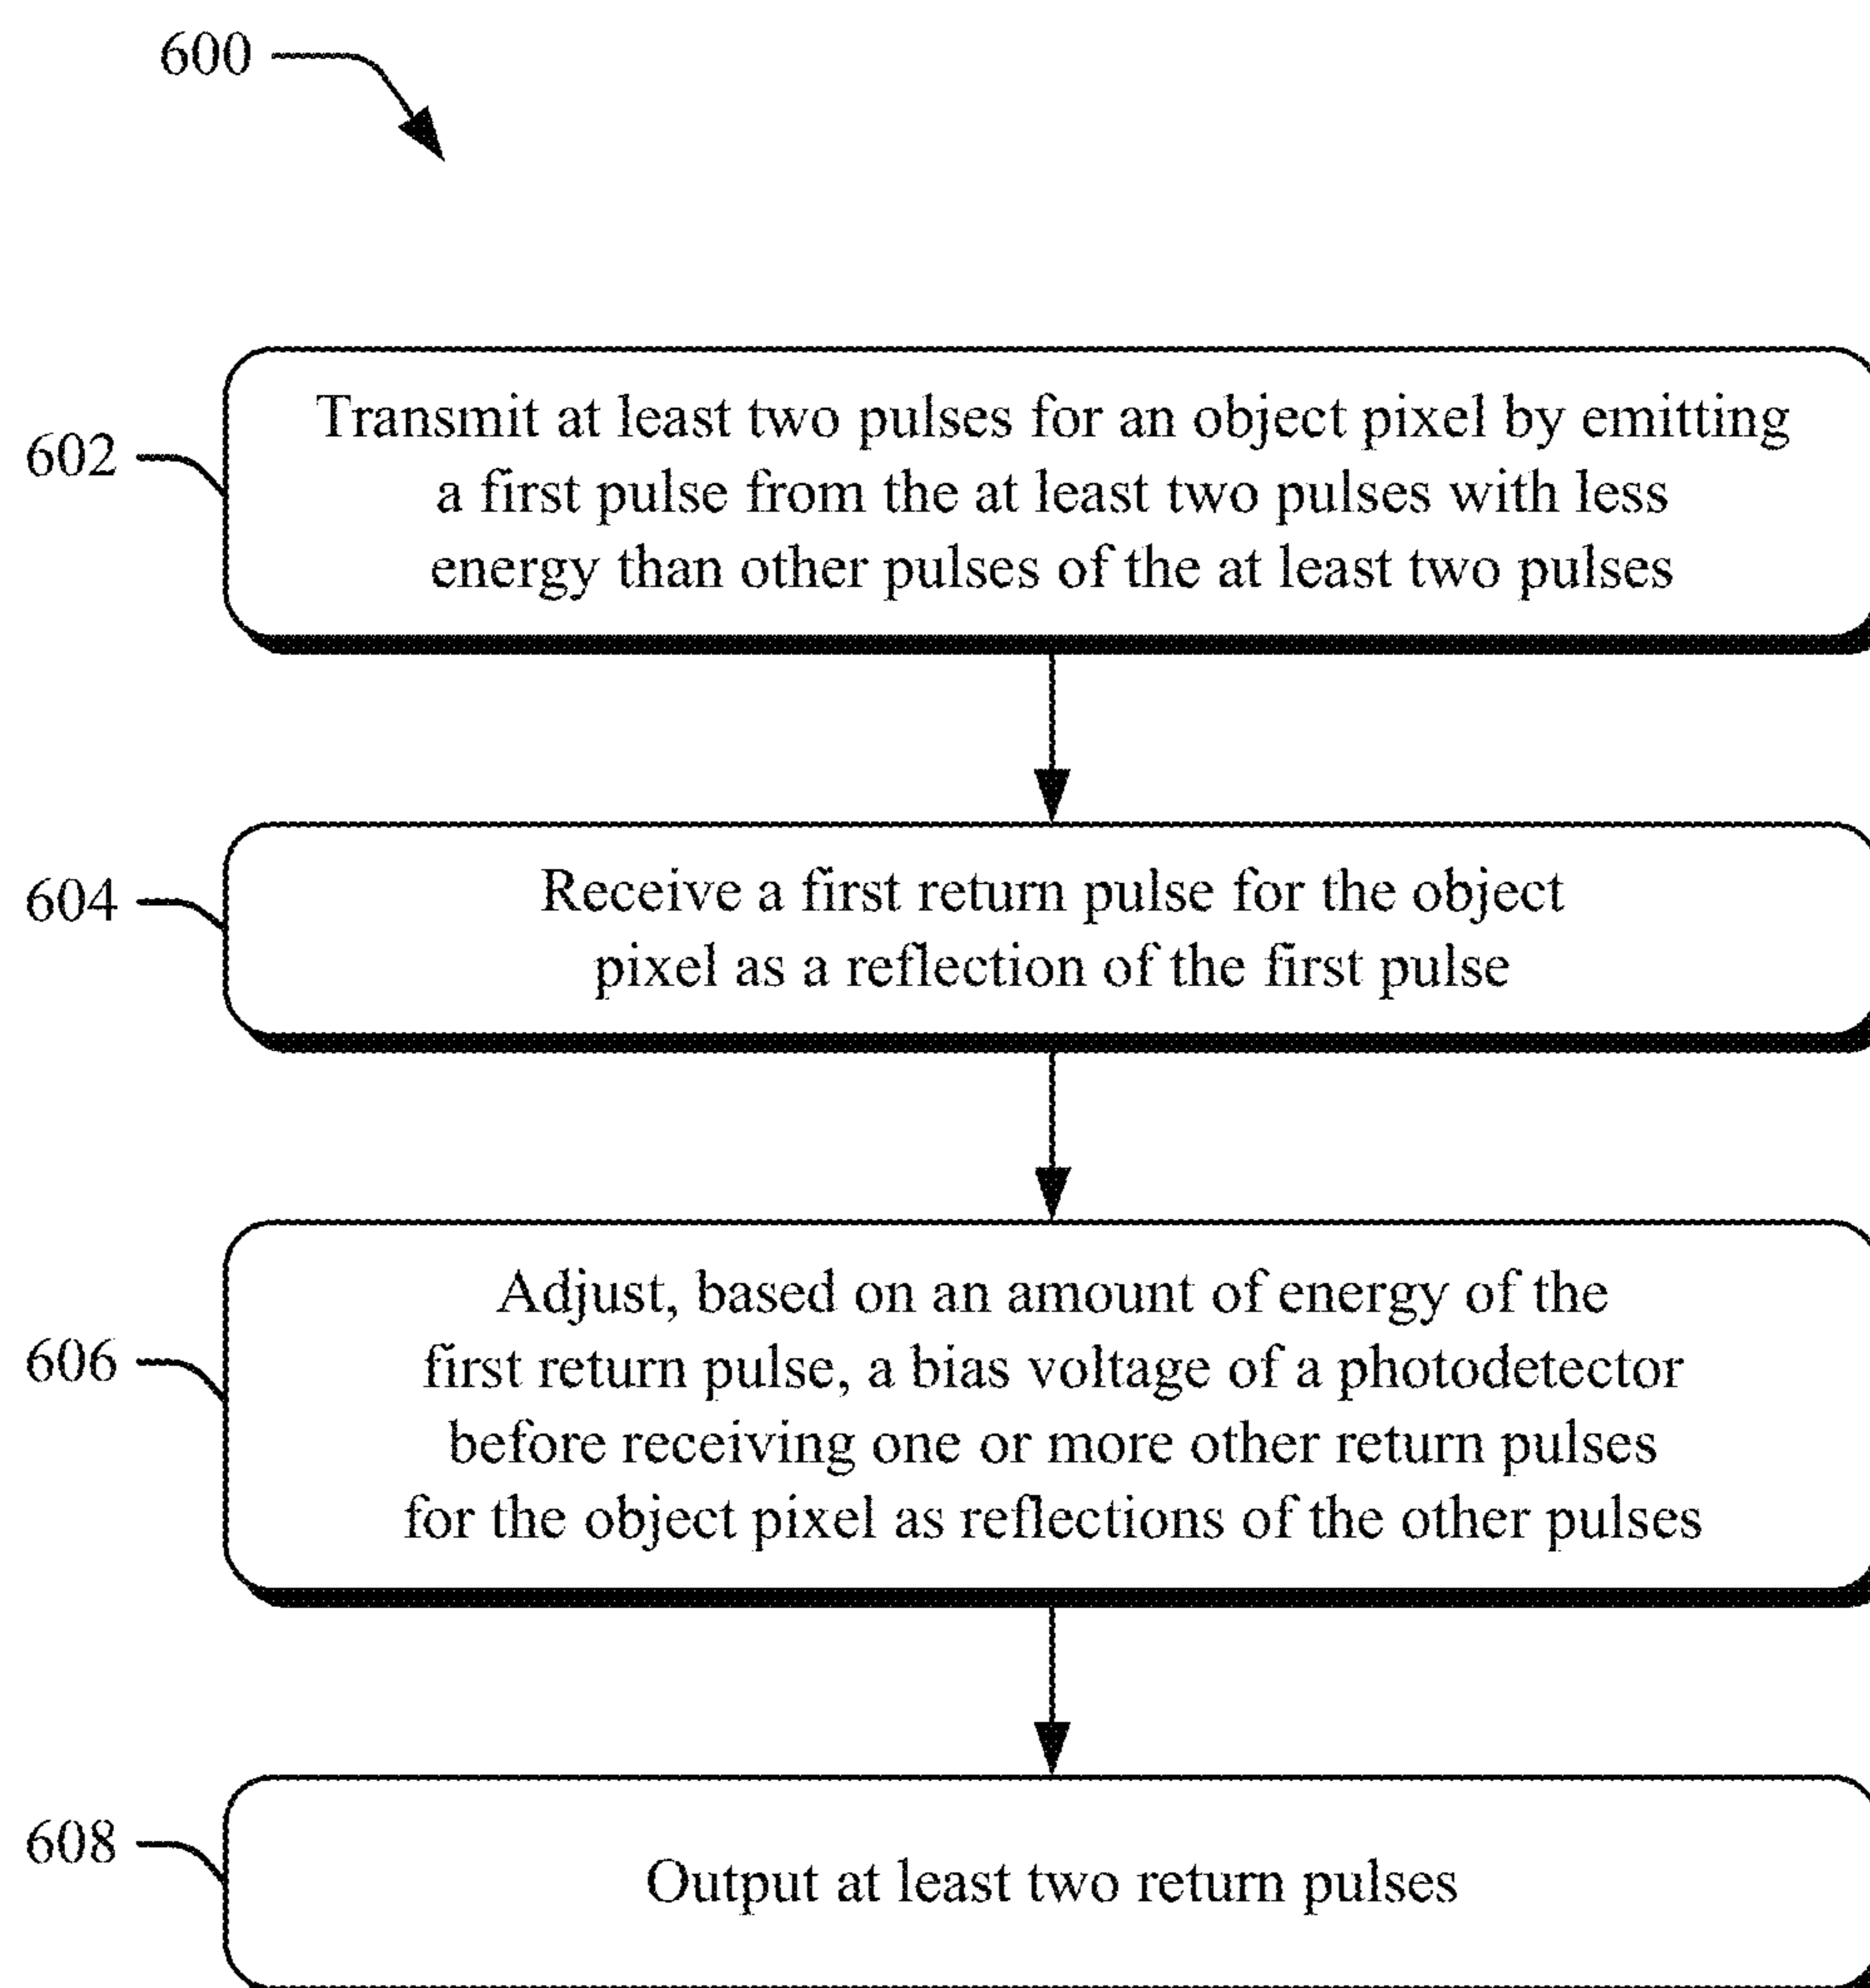 600
602
Transmit at least two pulses for an object pixel by emitting
a first pulse from the at least two pulses with less
energy than other pulses of the at least two pulses
604
Receive a first return pulse for the object
pixel as a reflection of the first pulse
606
Adjust, based on an amount of energy of the
first return pulse, a bias voltage of a photodetector
before receiving one or more other return pulses
for the object pixel as reflections of the other pulses
608
Output at least two return pulses